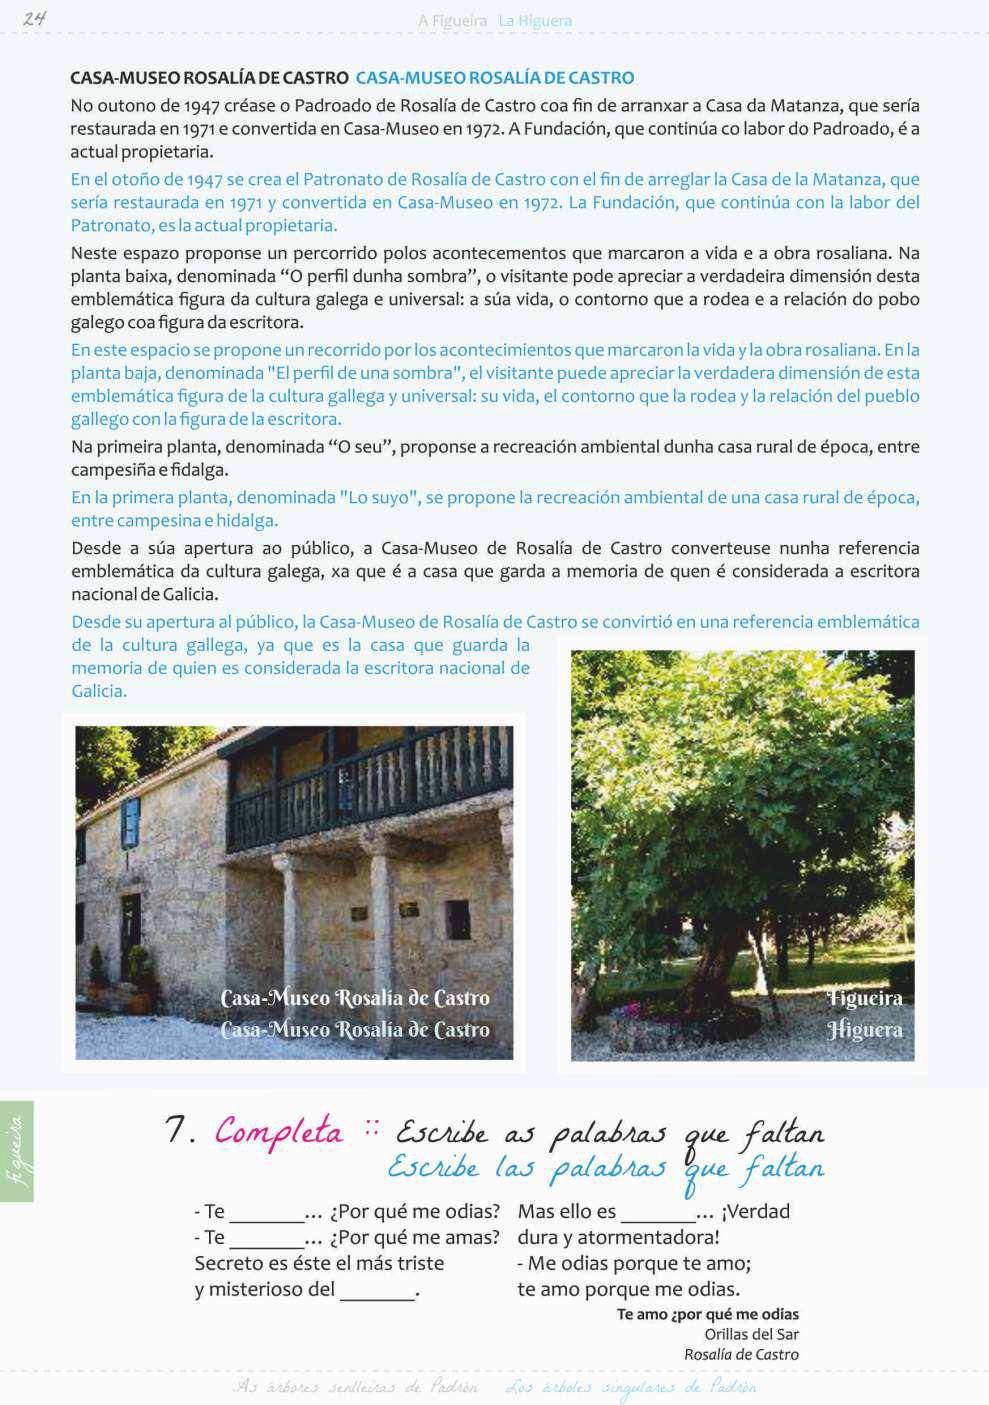 24
A Figueira La Higuera
CASA-MUSEO ROSALÍA DE CASTRO CASA-MUSEO ROSALÍA DE CASTRO
No outono de 1947 créase o Padroado de Rosalía de Castro coa fin de arranxar a Casa da Matanza, que sería
restaurada en 1971 e convertida en Casa-Museo en 1972. A Fundación, que continúa co labor do Padroado, é a
actual propietaria.
En el otoño de 1947 se crea el Patronato de Rosalía de Castro con el fin de arreglar la Casa de la Matanza, que
sería restaurada en 1971 y convertida en Casa-Museo en 1972. La Fundación, que continúa con la labor del
Patronato, es la actual propietaria.
Neste espazo proponse un percorrido polos acontecementos que marcaron a vida e a obra rosaliana. Na
planta baixa, denominada “O perfil dunha sombra”, o visitante pode apreciar a verdadeira dimensión desta
emblemática figura da cultura galega e universal: a súa vida, o contorno que a rodea e a relación do pobo
galego coa figura da escritora.
En este espacio se propone un recorrido por los acontecimientos que marcaron la vida y la obra rosaliana. En la
planta baja, denominada "El perfil de una sombra", el visitante puede apreciar la verdadera dimensión de esta
emblemática figura de la cultura gallega y universal: su vida, el contorno que la rodea y la relación del pueblo
gallego con la figura de la escritora.
Na primeira planta, denominada “O seu”, proponse a recreación ambiental dunha casa rural de época, entre
campesiña e fidalga.
En la primera planta, denominada "Lo suyo", se propone la recreación ambiental de una casa rural de época,
entre campesina e hidalga.
Desde a súa apertura ao público, a Casa-Museo de Rosalía de Castro converteuse nunha referencia
emblemática da cultura galega, xa que é a casa que garda a memoria de quen é considerada a escritora
nacional de Galicia.
Desde su apertura al público, la Casa-Museo de Rosalía de Castro se convirtió en una referencia emblemática
de la cultura gallega, ya que es la casa que guarda la
memoria de quien es considerada la escritora nacional de
Galicia.
Casa-Museo Rosalía de Castro
Casa-Museo Rosalía de Castro
Figueira
Higuera
figueira
7. Completa :: Escribe as palabras que faltan
Escribe las palabras que faltan
- Te ________... ¿Por qué me odias?
- Te ________... ¿Por qué me amas?
Secreto es éste el más triste
y misterioso del ________.
Mas ello es ________... ¡Verdad
dura y atormentadora!
- Me odias porque te amo;
te amo porque me odias.
Te amo ¿por qué me odias
Orillas del Sar
Rosalía de Castro
As árbores senlleiras de Padrón Los árboles singulares de Padrón